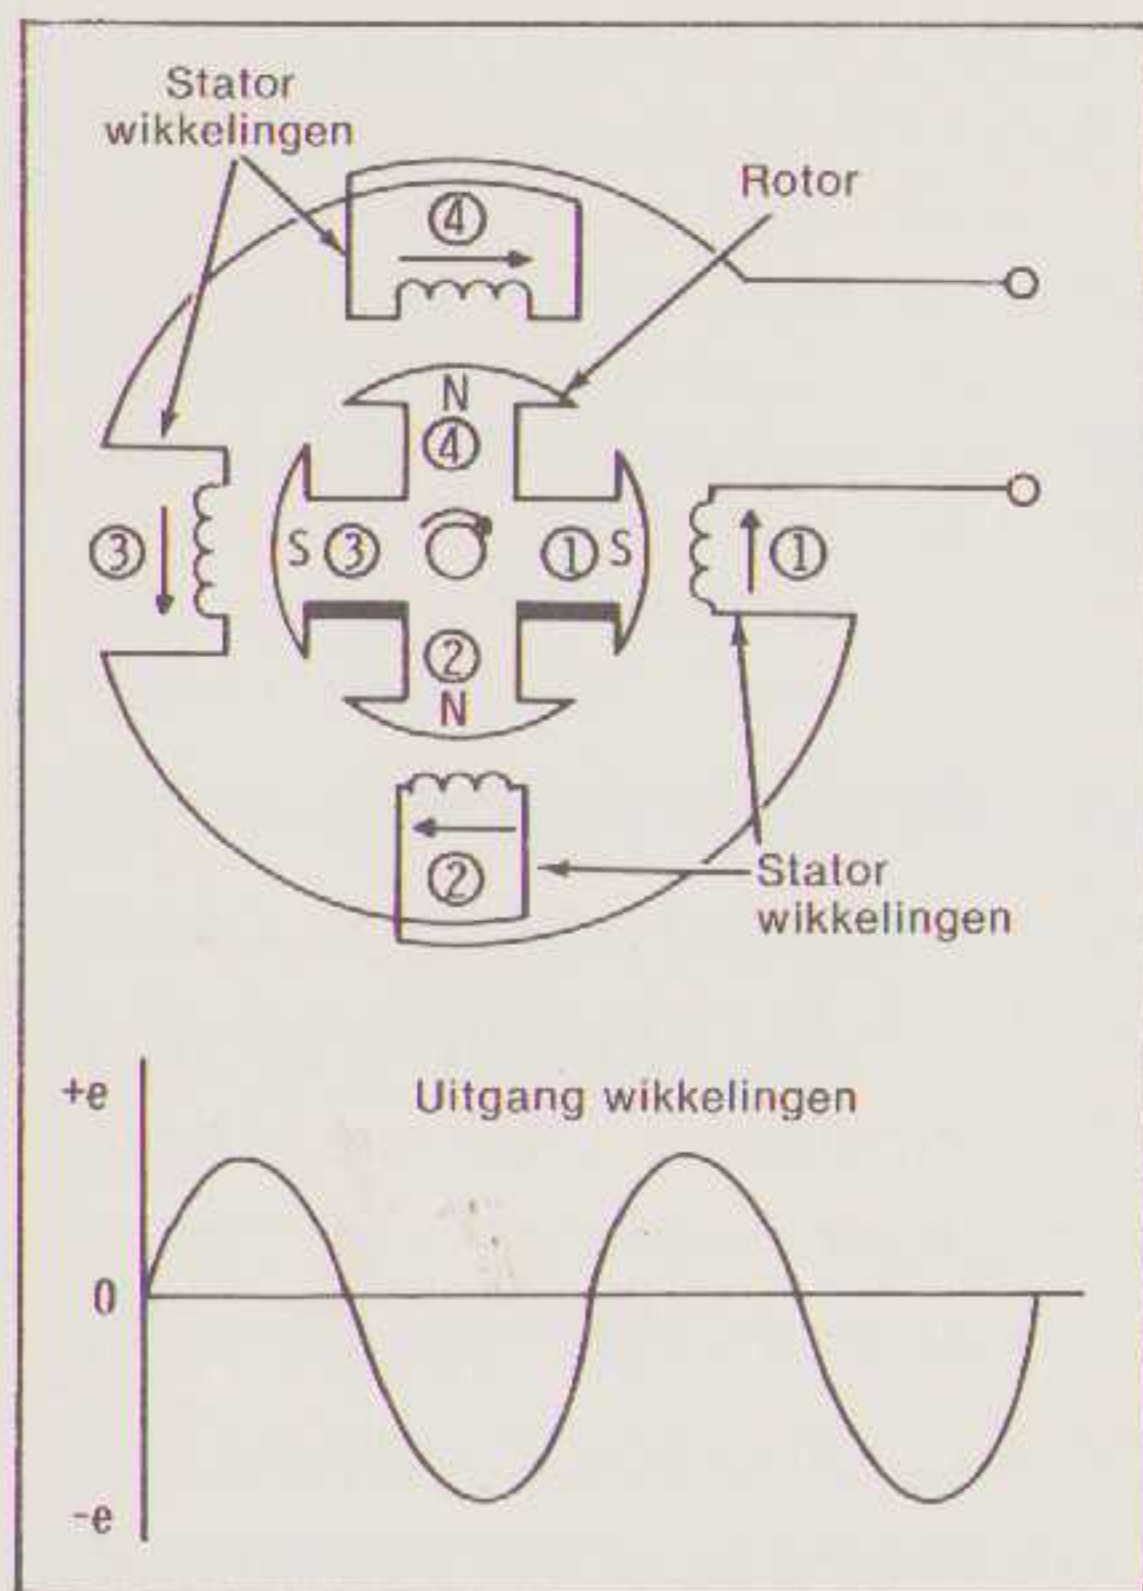 Stator
wikkelingen
Rotor
④
N
④
③
S ③
① S
①
②
N
②
Stator
wikkelingen
+e
Uitgang wikkelingen
0
-e